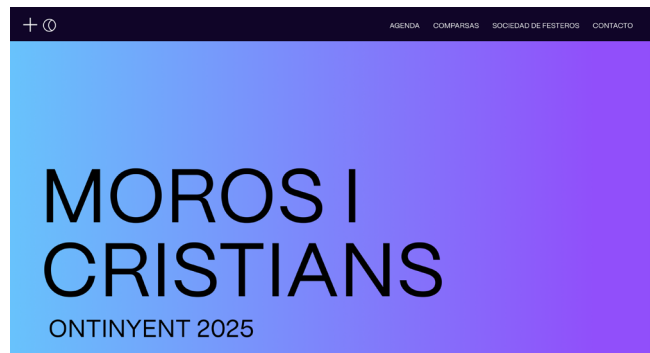 AGENDA COMPARSAS SOCIEDAD DE FESTEROS CONTACTO
MOROS I
CRISTIANS
ONTINYENT 2025